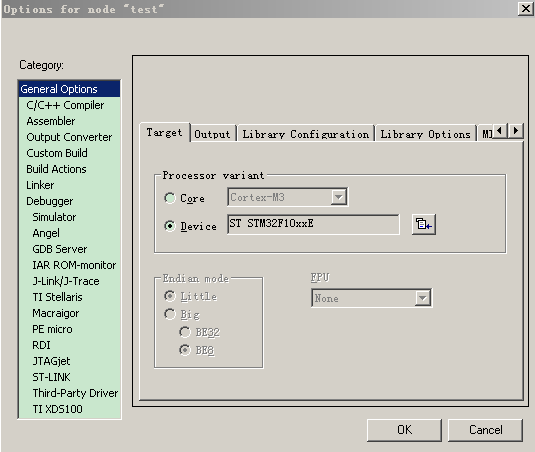 Options for node "test"
Category:
General Options
C/C++ Compiler
Assembler
Output Converter
Custom Build
Build Actions
Linker
Debugger
Simulator
Angel
GDB Server
IAR ROM-monitor
J-Link/J-Trace
TI Stellaris
Macraigor
PE micro
RDI
JTAGjet
ST-LINK
Third-Party Driver
TI XDS100
Target Output Library Configuration Library Options
Processor variant
Core Cortex-M3
Device ST STM32F10xxE
Endian mode
Little
Big
BE32
BE8
FPU
None
OK Cancel